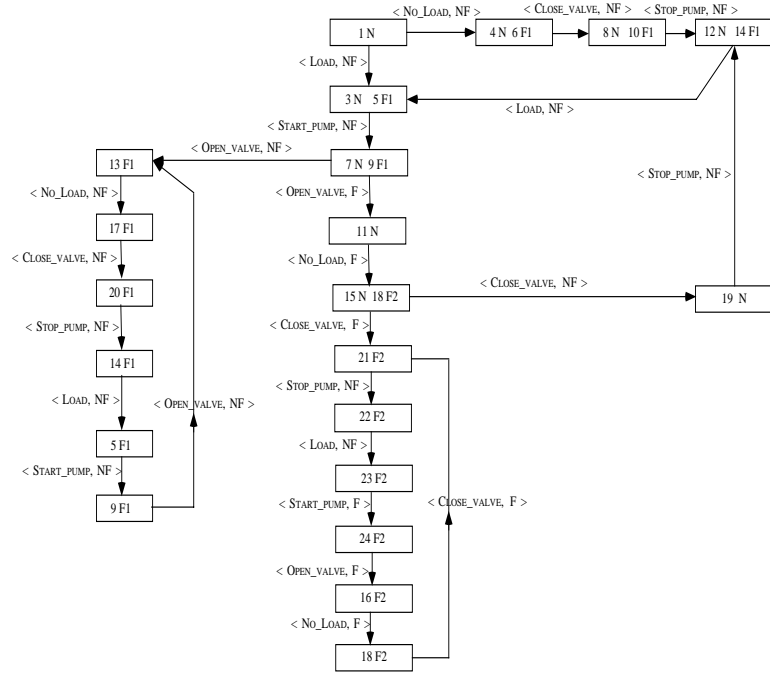 < NO_LOAD, NF >
< CLOSE_VALVE, NF >
< STOP_PUMP, NF >
1 N
4 N 6 F1
8 N 10 F1
12 N 14 F1
< LOAD, NF >
3 N 5 F1
< LOAD, NF >
< START_PUMP, NF >
< OPEN_VALVE, NF >
13 F1
7 N 9 F1
< STOP_PUMP, NF >
< NO_LOAD, NF >
< OPEN_VALVE, F >
17 F1
11 N
< CLOSE_VALVE, NF >
< NO_LOAD, F >
20 F1
15 N 18 F2
< CLOSE_VALVE, NF >
19 N
< STOP_PUMP, NF >
< CLOSE_VALVE, F >
14 F1
21 F2
< LOAD, NF >
< OPEN_VALVE, NF >
< STOP_PUMP, NF >
22 F2
5 F1
< LOAD, NF >
< START_PUMP, NF >
23 F2
9 F1
< START_PUMP, F >
< CLOSE_VALVE, F >
24 F2
< OPEN_VALVE, F >
16 F2
< NO_LOAD, F >
18 F2